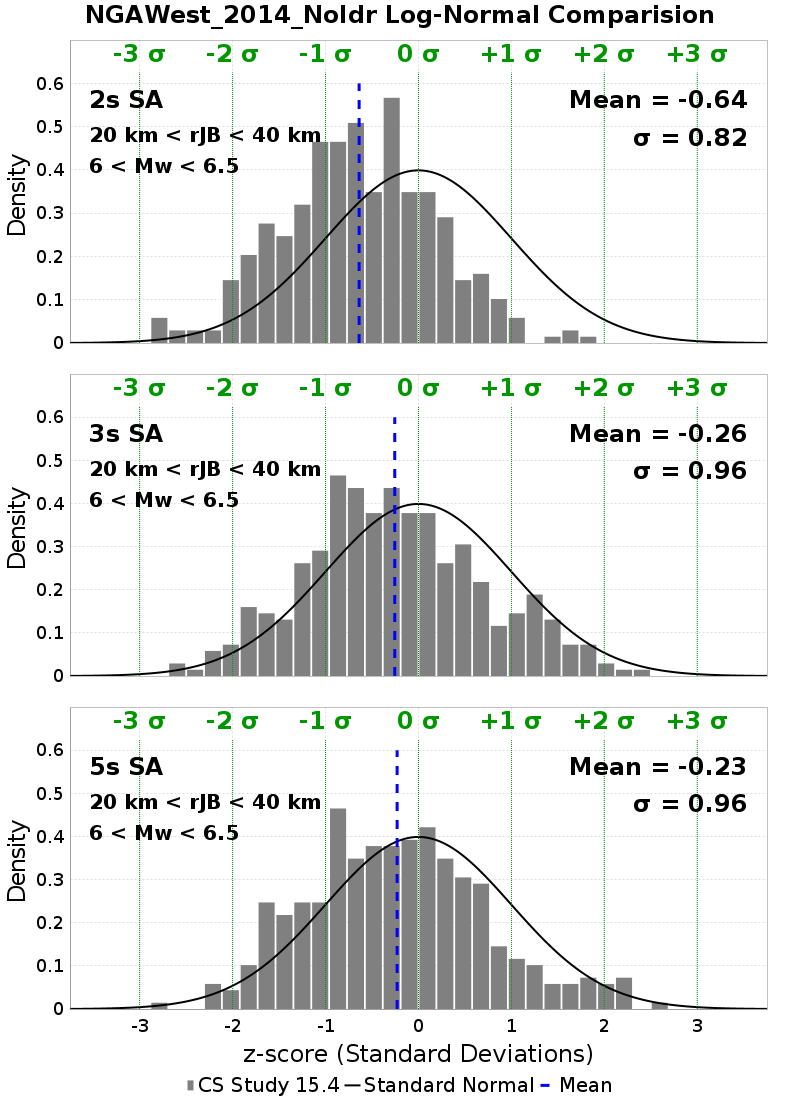 NGAWest_2014_NoIdr Log-Normal Comparision
-3 σ -2 σ -1 σ 0 σ +1 σ +2 σ +3 σ
2s SA
Mean = -0.64
20 km < rJB < 40 km
σ = 0.82
6 < Mw < 6.5
Density
0.6
0.5
0.4
0.3
0.2
0.1
0
-3 σ -2 σ -1 σ 0 σ +1 σ +2 σ +3 σ
3s SA
Mean = -0.26
20 km < rJB < 40 km
σ = 0.96
6 < Mw < 6.5
Density
0.6
0.5
0.4
0.3
0.2
0.1
0
-3 σ -2 σ -1 σ 0 σ +1 σ +2 σ +3 σ
5s SA
Mean = -0.23
20 km < rJB < 40 km
σ = 0.96
6 < Mw < 6.5
Density
0.6
0.5
0.4
0.3
0.2
0.1
0
-3 -2 -1 0 1 2 3
z-score (Standard Deviations)
CS Study 15.4 Standard Normal Mean